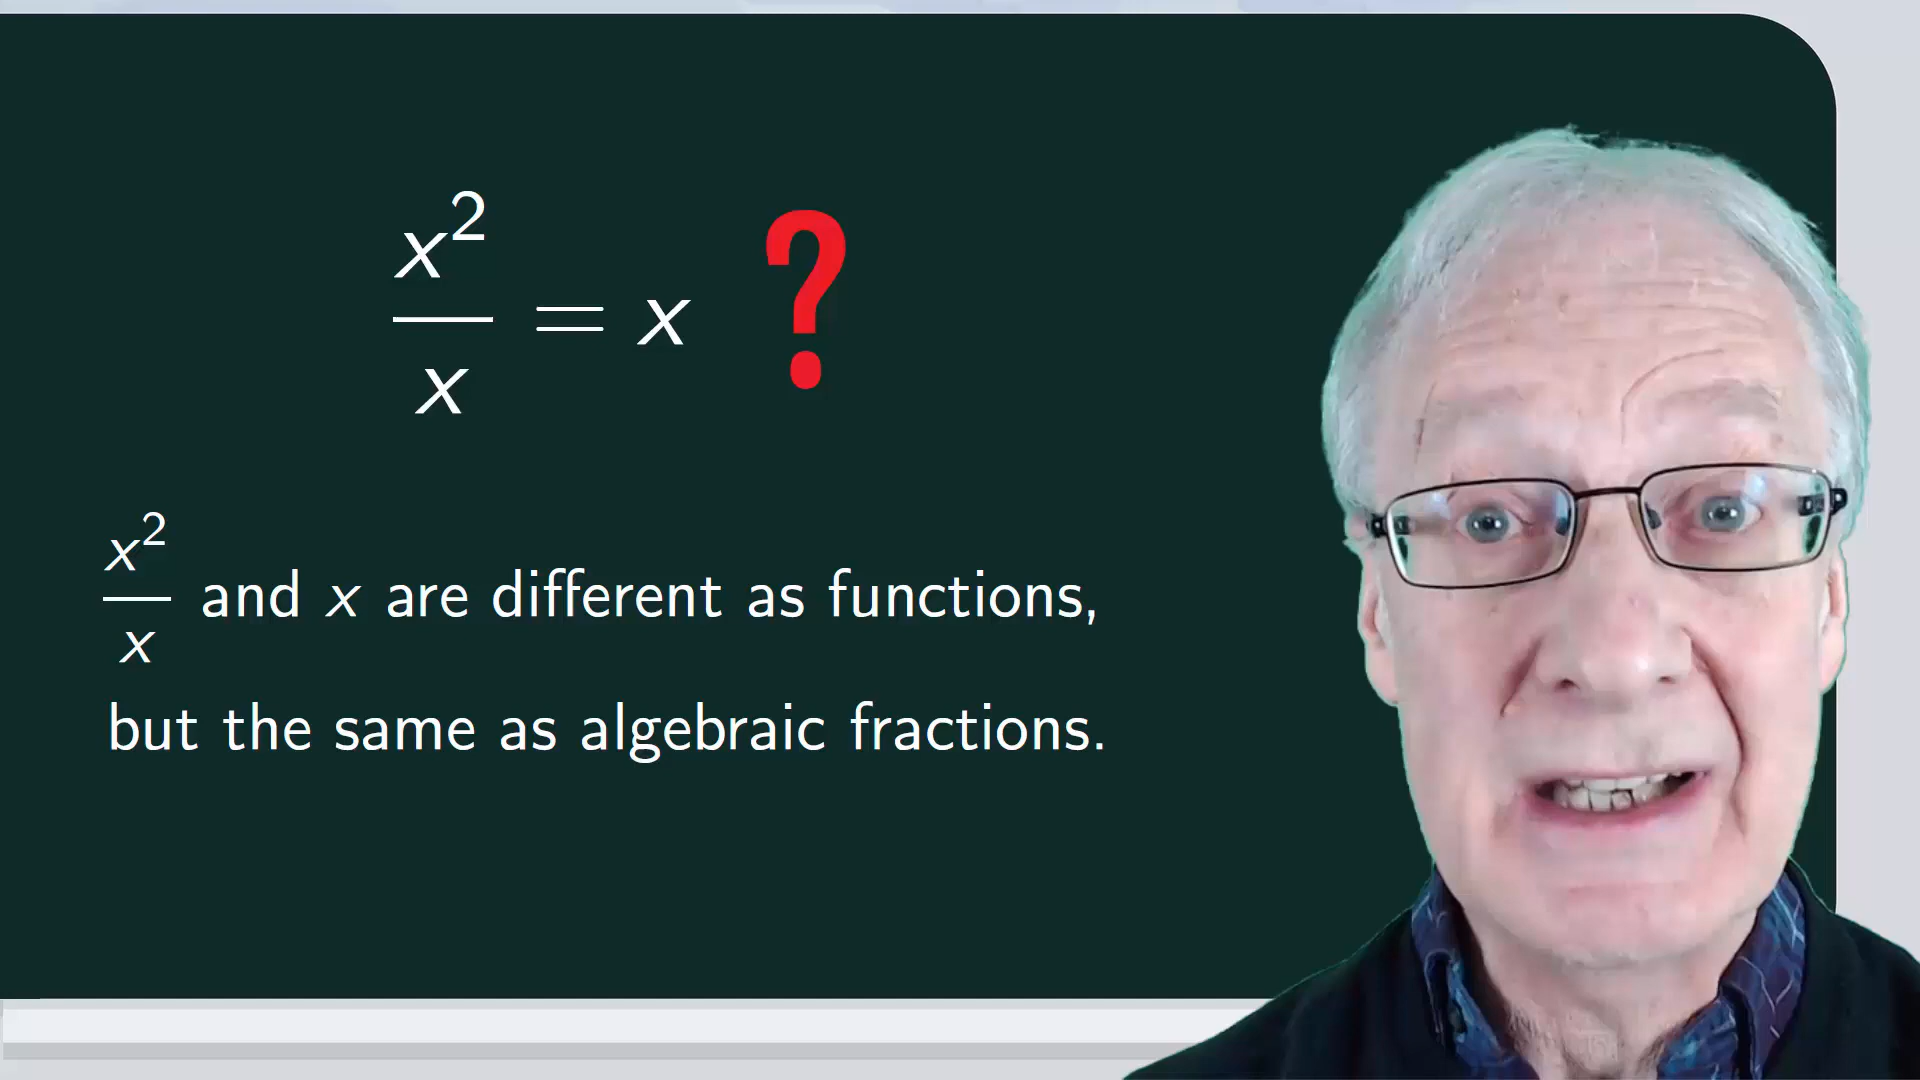 x²/x = x ?
x²/x and x are different as functions,
but the same as algebraic fractions.